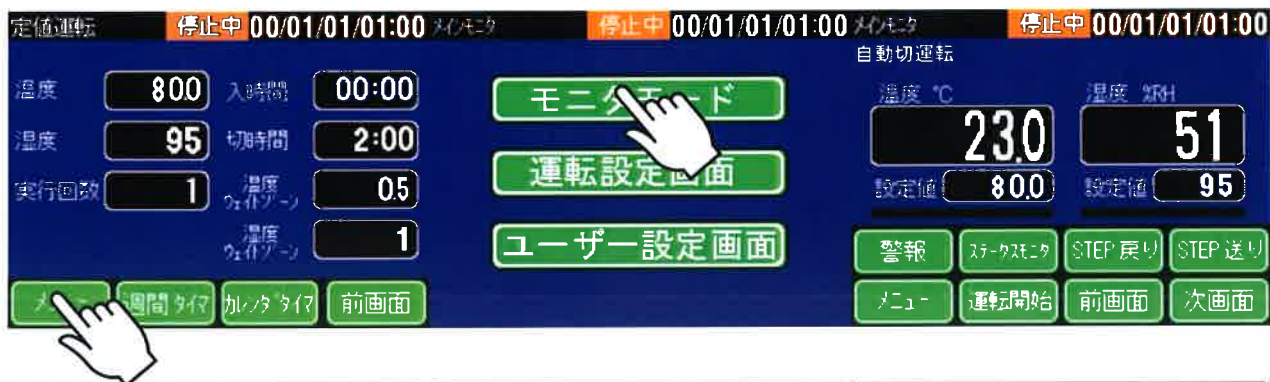 定値運転 停止中 00/01/01/01:00
温度 80.0 入時間 00:00
湿度 95 切時間 2:00
実行回数 1 温度 ウェイトゾーン 0.5
湿度 ウェイトゾーン 1
週間タイマ カレンダタイマ 前画面
メインモニタ 停止中 00/01/01/01:00
運転設定画面
ユーザー設定画面
メインモニタ 停止中 00/01/01/01:00
自動切運転
温度 ℃ 湿度 %RH
23.0 51
設定値 80.0 設定値 95
警報 ステータスモニタ STEP戻り STEP送り
メニュー 運転開始 前画面 次画面